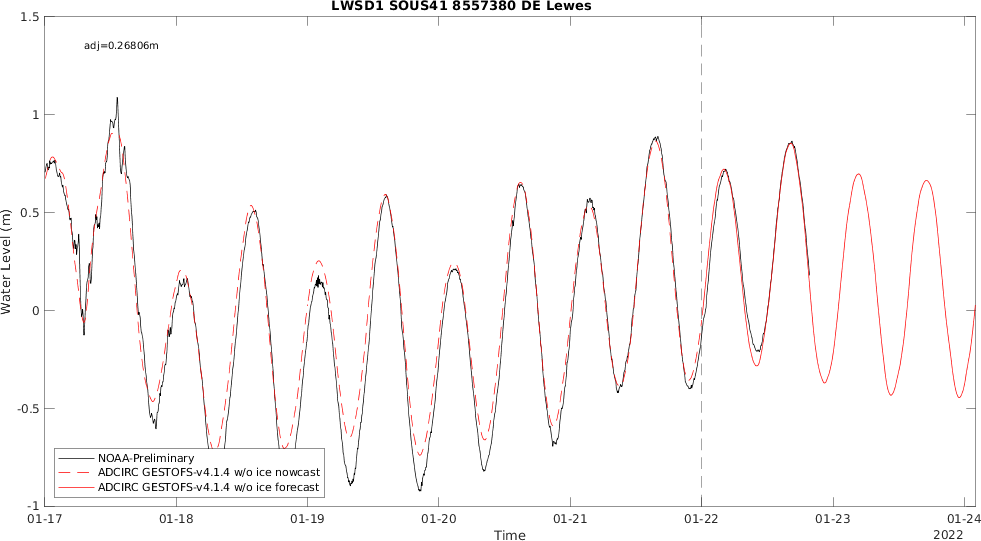 LWSD1 SOUS41 8557380 DE Lewes
adj=0.26806m
1.5
1
0.5
0
-0.5
-1
Water Level (m)
NOAA-Preliminary
ADCIRC GESTOFS-v4.1.4 w/o ice nowcast
ADCIRC GESTOFS-v4.1.4 w/o ice forecast
01-17 01-18 01-19 01-20 01-21 01-22 01-23 01-24
Time
2022